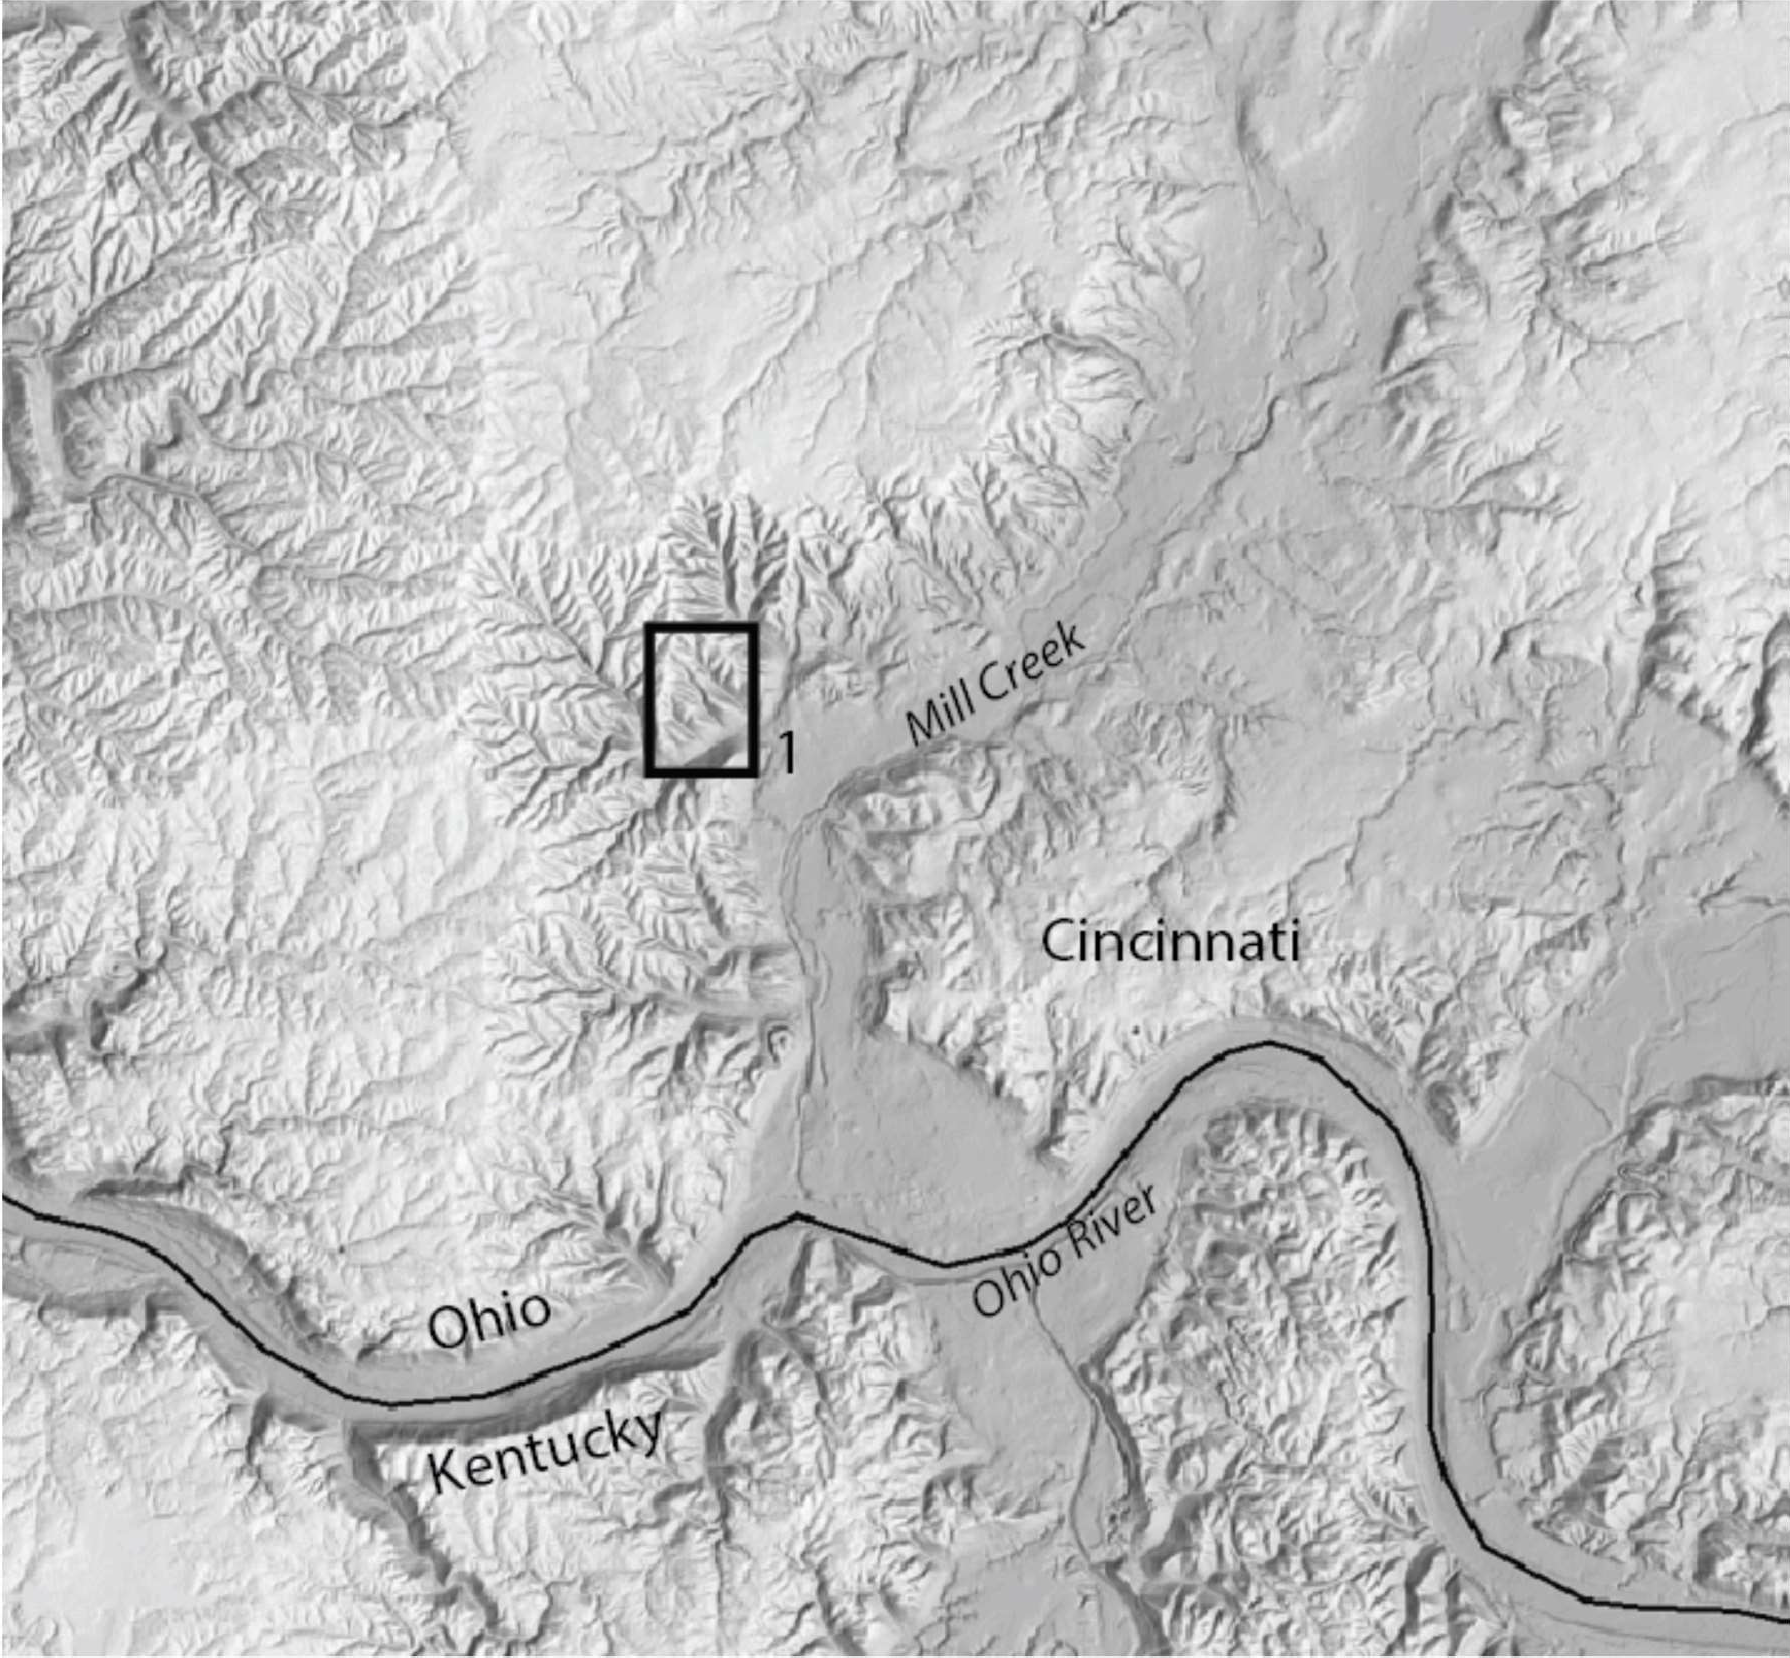 Mill Creek
1
Cincinnati
Ohio River
Ohio
Kentucky